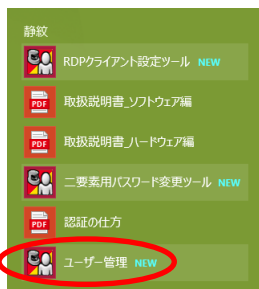 静紋
RDPクライアント設定ツール NEW
PDF 取扱説明書_ソフトウェア編
PDF 取扱説明書_ハードウェア編
二要素用パスワード変更ツール NEW
PDF 認証の仕方
ユーザー管理 NEW